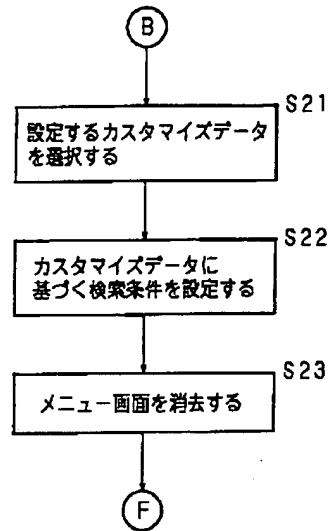 B
S21
設定するカスタマイズデータ
を選択する
S22
カスタマイズデータに
基づく検索条件を設定する
S23
メニュー画面を消去する
F